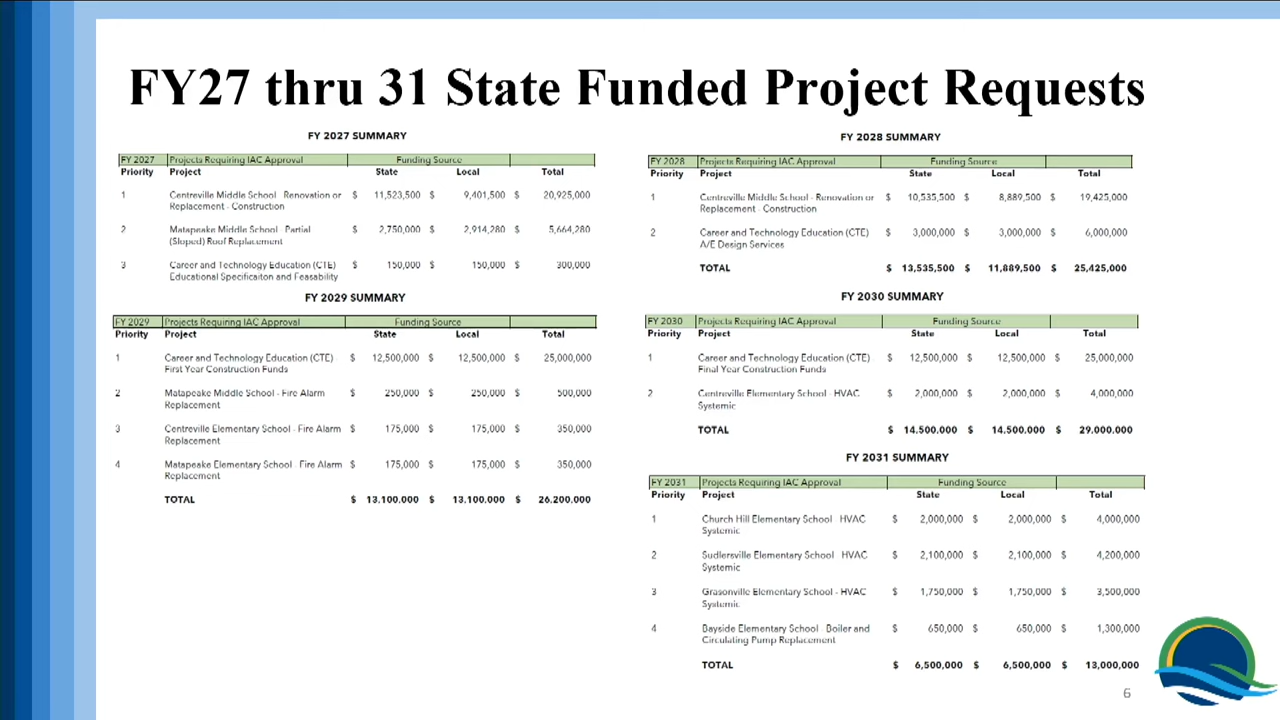 FY27 thru 31 State Funded Project Requests
FY 2027 SUMMARY
FY 2027 Projects Requiring IAC Approval Funding Source
Priority Project State Local Total
1 Centreville Middle School - Renovation or $ 11,523,500 $ 9,401,500 $ 20,925,000
Replacement - Construction
2 Matapeake Middle School - Partial $ 2,750,000 $ 2,914,280 $ 5,664,280
(Sloped) Roof Replacement
3 Career and Technology Education (CTE) $ 150,000 $ 150,000 $ 300,000
Educational Specificaiton and Feasability
FY 2028 SUMMARY
FY 2028 Projects Requiring IAC Approval Funding Source
Priority Project State Local Total
1 Centreville Middle School - Renovation or $ 10,535,500 $ 8,889,500 $ 19,425,000
Replacement - Construction
2 Career and Technology Education (CTE) $ 3,000,000 $ 3,000,000 $ 6,000,000
A/E Design Services
TOTAL $ 13,535,500 $ 11,889,500 $ 25,425,000
FY 2029 SUMMARY
FY 2029 Projects Requiring IAC Approval Funding Source
Priority Project State Local Total
1 Career and Technology Education (CTE) - $ 12,500,000 $ 12,500,000 $ 25,000,000
First Year Construction Funds
2 Matapeake Middle School - Fire Alarm $ 250,000 $ 250,000 $ 500,000
Replacement
3 Centreville Elementary School - Fire Alarm $ 175,000 $ 175,000 $ 350,000
Replacement
4 Matapeake Elementary School - Fire Alarm $ 175,000 $ 175,000 $ 350,000
Replacement
TOTAL $ 13.100.000 $ 13.100.000 $ 26.200.000
FY 2030 SUMMARY
FY 2030 Projects Requiring IAC Approval Funding Source
Priority Project State Local Total
1 Career and Technology Education (CTE) - $ 12,500,000 $ 12,500,000 $ 25,000,000
Final Year Construction Funds
2 Centreville Elementary School - HVAC $ 2,000,000 $ 2,000,000 $ 4,000,000
Systemic
TOTAL $ 14.500.000 $ 14.500.000 $ 29.000.000
FY 2031 SUMMARY
FY 2031 Projects Requiring IAC Approval Funding Source
Priority Project State Local Total
1 Church Hill Elementary School - HVAC $ 2,000,000 $ 2,000,000 $ 4,000,000
Systemic
2 Sudlersville Elementary School - HVAC $ 2,100,000 $ 2,100,000 $ 4,200,000
Systemic
3 Grasonville Elementary School - HVAC $ 1,750,000 $ 1,750,000 $ 3,500,000
Systemic
4 Bayside Elementary School - Boiler and $ 650,000 $ 650,000 $ 1,300,000
Circulating Pump Replacement
TOTAL $ 6,500,000 $ 6,500,000 $ 13,000,000
6